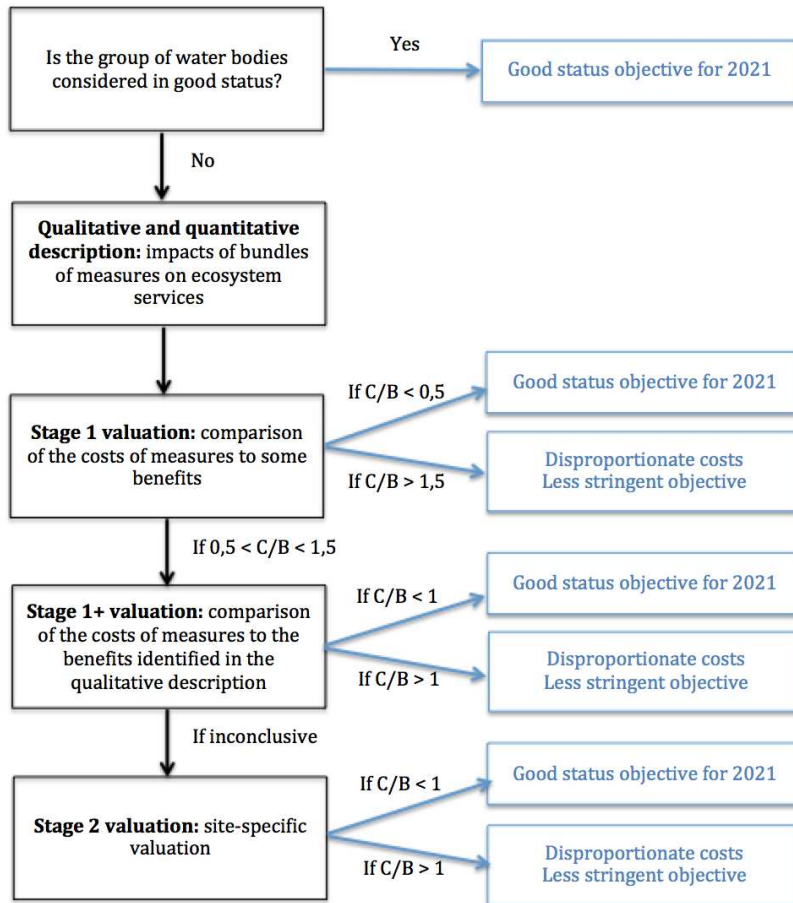 Is the group of water bodies
considered in good status?
Yes
Good status objective for 2021
No
Qualitative and quantitative
description: impacts of bundles
of measures on ecosystem
services
If C/B < 0,5
Good status objective for 2021
Stage 1 valuation: comparison
of the costs of measures to some
benefits
If C/B > 1,5
Disproportionate costs
Less stringent objective
If 0,5 < C/B < 1,5
Stage 1+ valuation: comparison
of the costs of measures to the
benefits identified in the
qualitative description
If C/B < 1
Good status objective for 2021
If C/B > 1
Disproportionate costs
Less stringent objective
If inconclusive
Stage 2 valuation: site-specific
valuation
If C/B < 1
Good status objective for 2021
If C/B > 1
Disproportionate costs
Less stringent objective